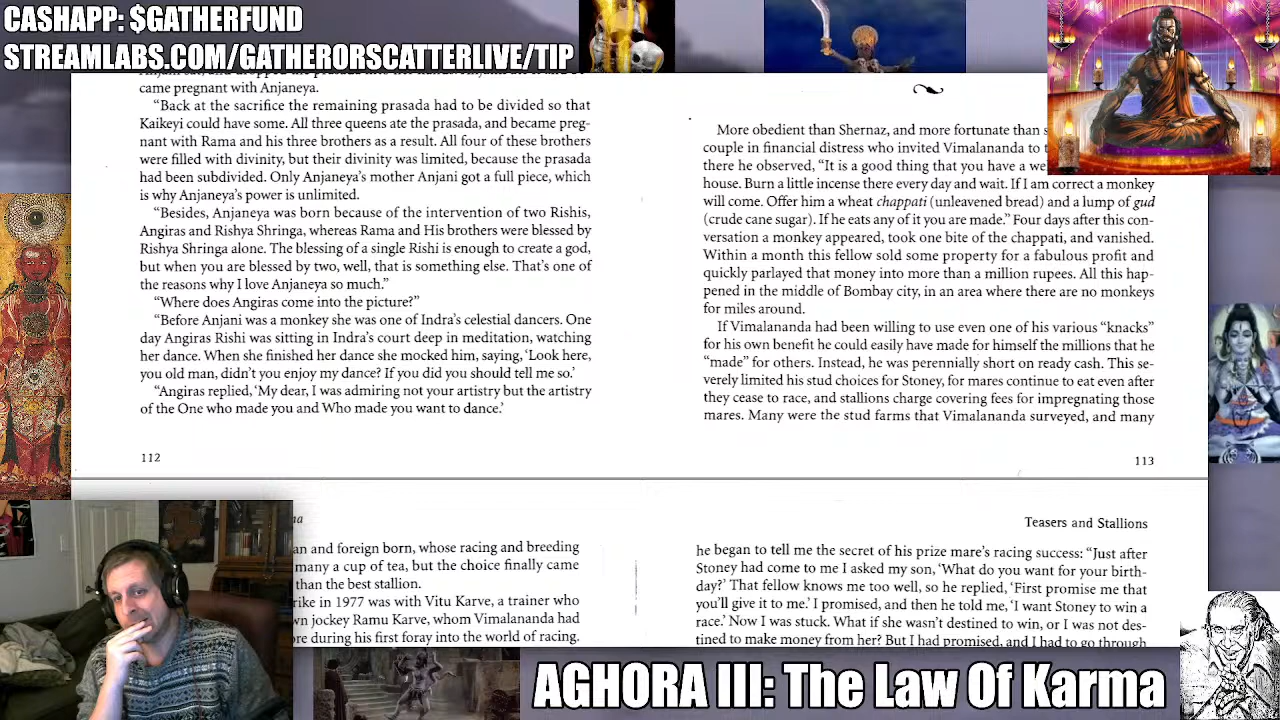 CASHAPP: $GATHERFUND
STREAMLABS.COM/GATHERORSCATTERLIVE/TIP
came pregnant with Anjaneya.
“Back at the sacrifice the remaining prasada had to be divided so that
Kaikeyi could have some. All three queens ate the prasada, and became preg-
nant with Rama and his three brothers as a result. All four of these brothers
were filled with divinity, but their divinity was limited, because the prasada
had been subdivided. Only Anjaneya’s mother Anjani got a full piece, which
is why Anjaneya’s power is unlimited.
“Besides, Anjaneya was born because of the intervention of two Rishis,
Angiras and Rishya Shringa, whereas Rama and His brothers were blessed by
Rishya Shringa alone. The blessing of a single Rishi is enough to create a god,
but when you are blessed by two, well, that is something else. That’s one of
the reasons why I love Anjaneya so much.”
“Where does Angiras come into the picture?”
“Before Anjani was a monkey she was one of Indra’s celestial dancers. One
day Angiras Rishi was sitting in Indra’s court deep in meditation, watching
her dance. When she finished her dance she mocked him, saying, ‘Look here,
you old man, didn’t you enjoy my dance? If you did you should tell me so.’
“Angiras replied, ‘My dear, I was admiring not your artistry but the artistry
of the One who made you and Who made you want to dance.’
112
More obedient than Shernaz, and more fortunate than
couple in financial distress who invited Vimalananda to
there he observed, “It is a good thing that you have a
house. Burn a little incense there every day and wait. If I am correct a monkey
will come. Offer him a wheat chappati (unleavened bread) and a lump of gud
(crude cane sugar). If he eats any of it you are made.” Four days after this con-
versation a monkey appeared, took one bite of the chappati, and vanished.
Within a month this fellow sold some property for a fabulous profit and
quickly parlayed that money into more than a million rupees. All this hap-
pened in the middle of Bombay city, in an area where there are no monkeys
for miles around.
If Vimalananda had been willing to use even one of his various “knacks”
for his own benefit he could easily have made for himself the millions that he
“made” for others. Instead, he was perennially short on ready cash. This se-
verely limited his stud choices for Stoney, for mares continue to eat even after
they cease to race, and stallions charge covering fees for impregnating those
mares. Many were the stud farms that Vimalananda surveyed, and many
113
and foreign born, whose racing and breeding
many a cup of tea, but the choice finally came
than the best stallion.
in 1977 was with Vitu Karve, a trainer who
jockey Ramu Karve, whom Vimalananda had
during his first foray into the world of racing.
Teasers and Stallions
he began to tell me the secret of his prize mare’s racing success: “Just after
Stoney had come to me I asked my son, ‘What do you want for your birth-
day?’ That fellow knows me too well, so he replied, ‘First promise me that
you’ll give it to me.’ I promised, and then he told me, ‘I want Stoney to win a
race.’ Now I was stuck. What if she wasn’t destined to win, or I was not des-
tined to make money from her? But I had promised, and I had to go through
AGHORA III: The Law Of Karma